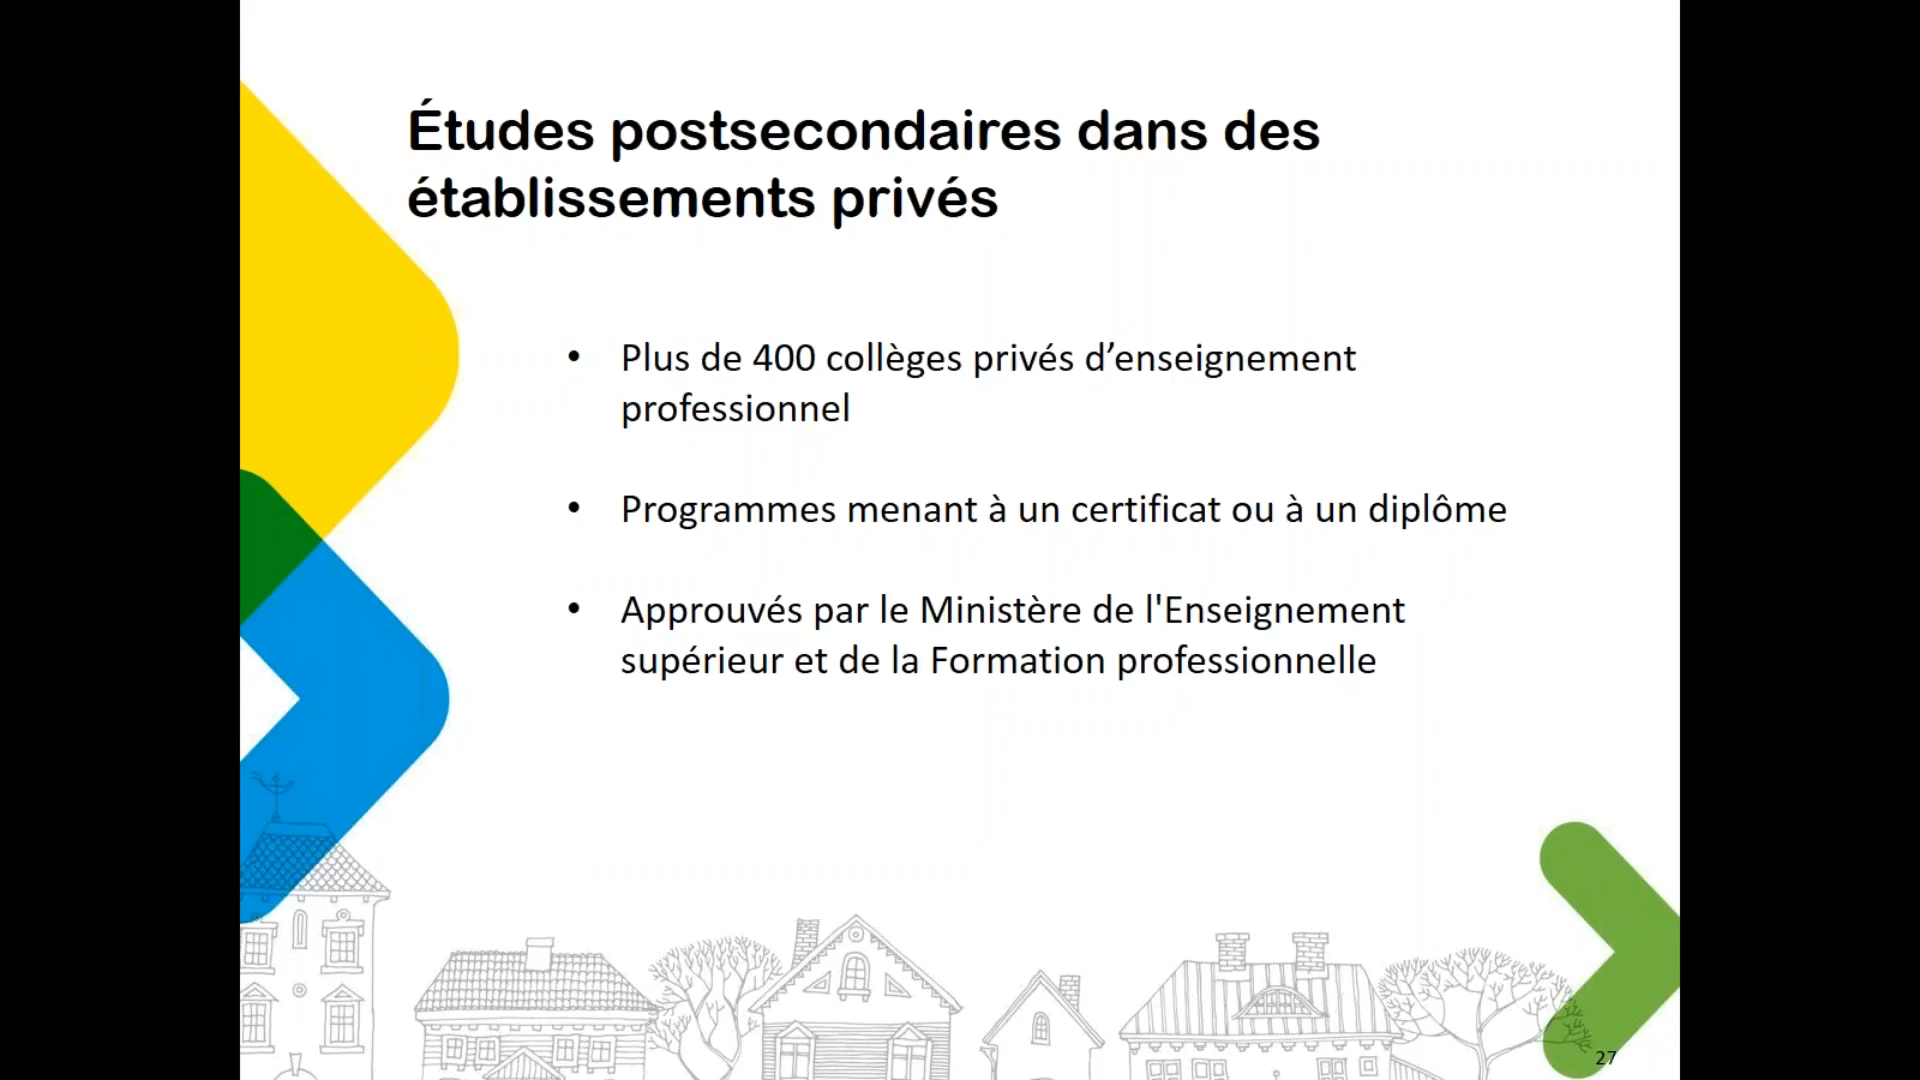 Études postsecondaires dans des
établissements privés
• Plus de 400 collèges privés d’enseignement
professionnel
• Programmes menant à un certificat ou à un diplôme
• Approuvés par le Ministère de l'Enseignement
supérieur et de la Formation professionnelle
27